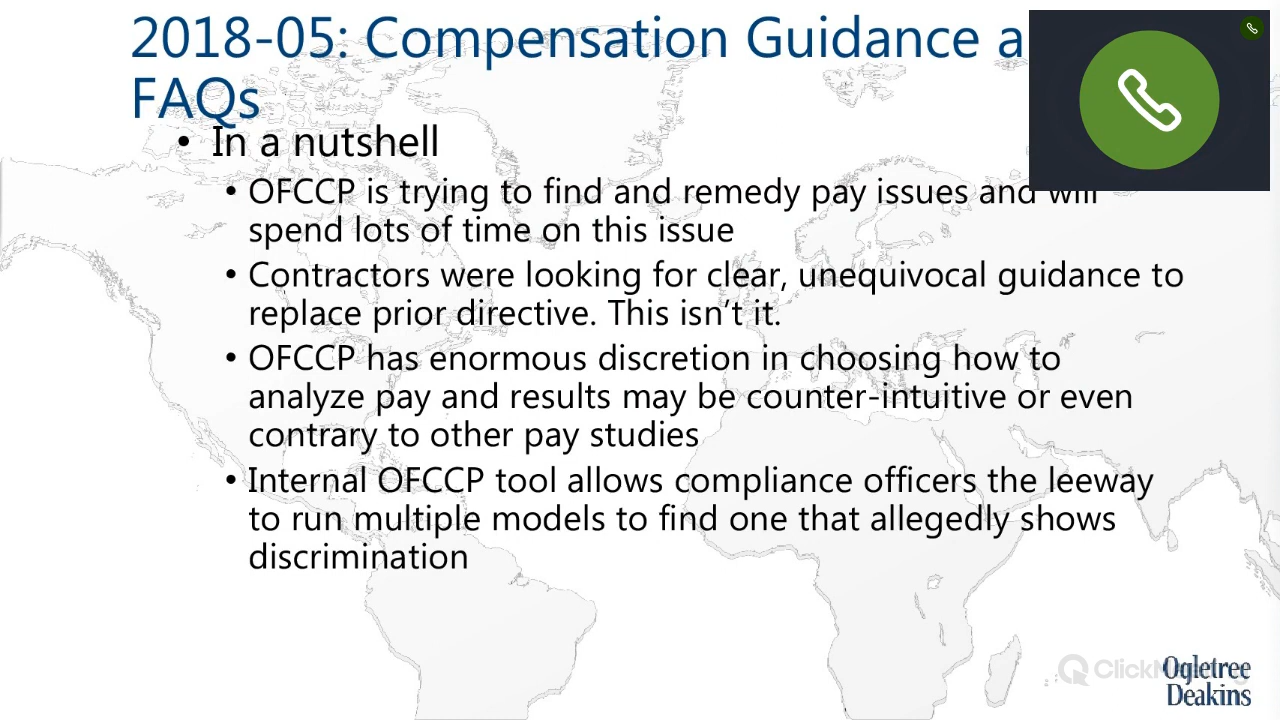 2018-05: Compensation Guidance a
FAQs
• In a nutshell
• OFCCP is trying to find and remedy pay issues and will
spend lots of time on this issue
• Contractors were looking for clear, unequivocal guidance to
replace prior directive. This isn’t it.
• OFCCP has enormous discretion in choosing how to
analyze pay and results may be counter-intuitive or even
contrary to other pay studies
• Internal OFCCP tool allows compliance officers the leeway
to run multiple models to find one that allegedly shows
discrimination
Ogletree
Deakins